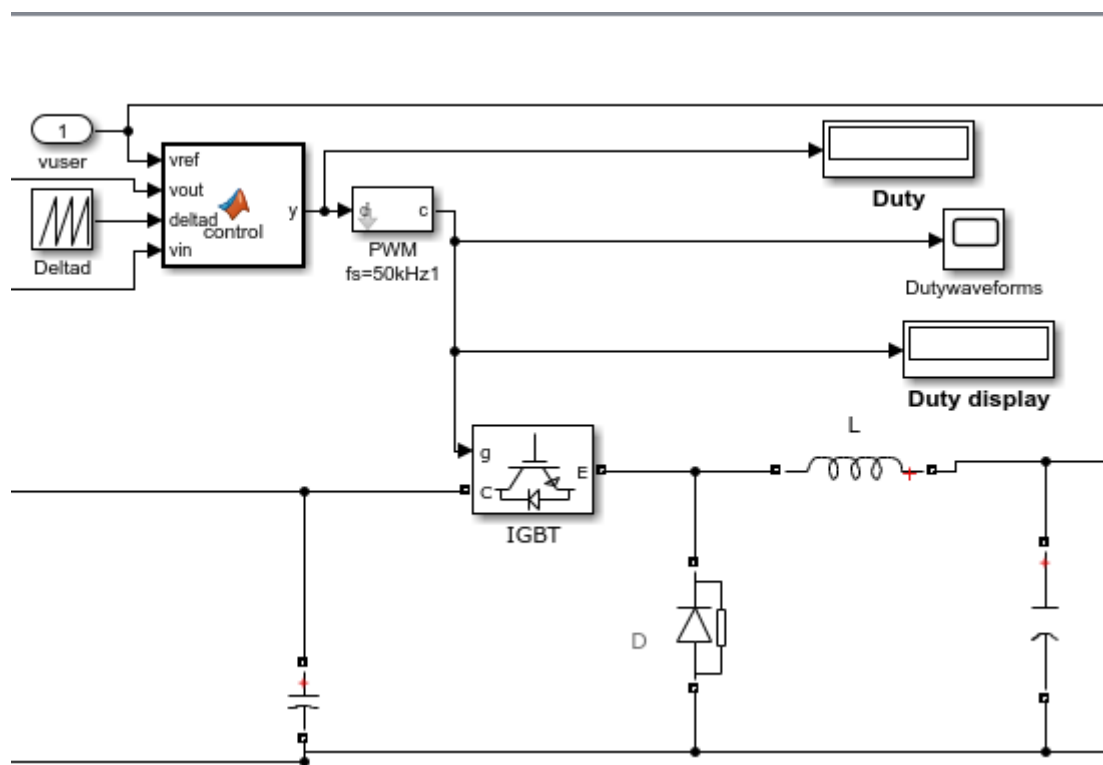 1
vuser
vref
vout
deltad
vin
control
y
Deltad
d
c
PWM
fs=50kHz1
Duty
Dutywaveforms
Duty display
L
g
C
E
IGBT
D